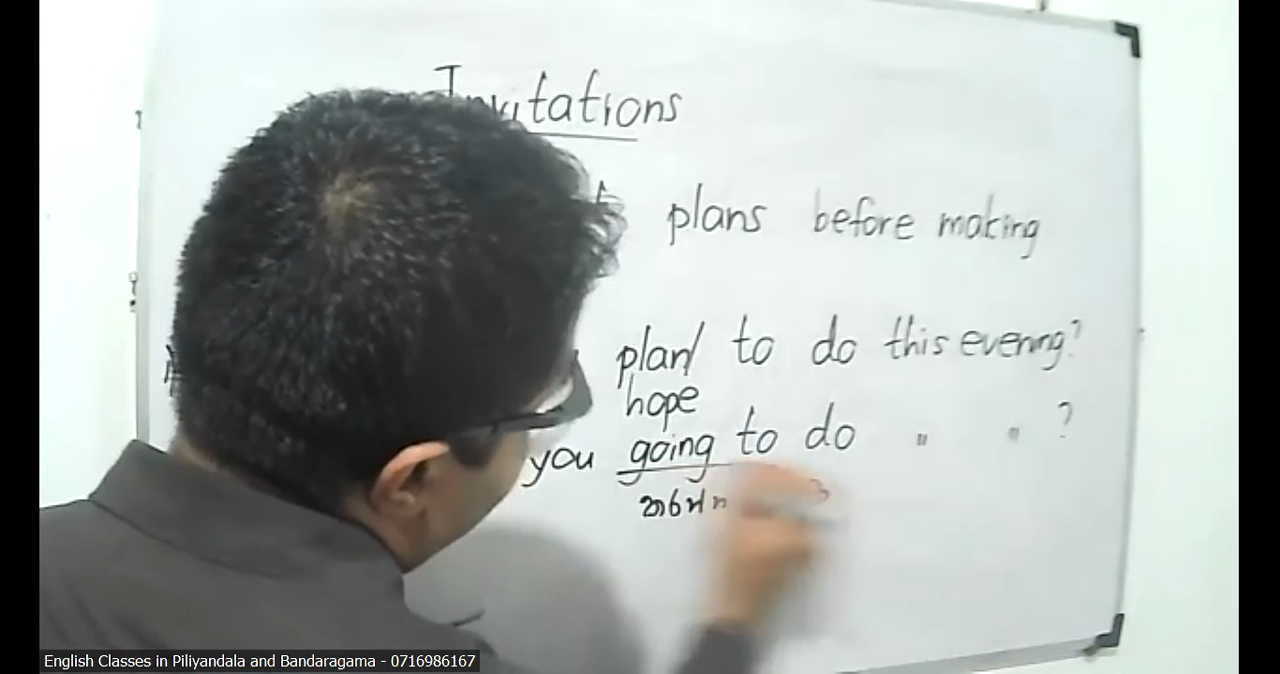 Invitations
plans before making
plan/ to do this evening?
hope
you going to do " " ?
English Classes in Piliyandala and Bandaragama - 0716986167